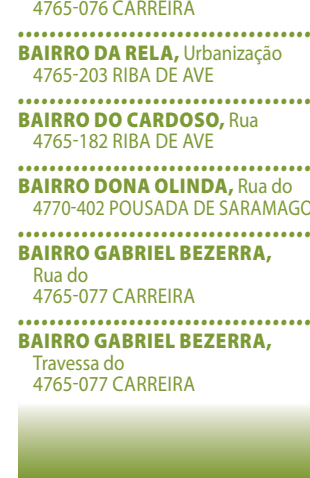 4765-076 CARREIRA
BAIRRO DA RELA, Urbanização
4765-203 RIBA DE AVE
BAIRRO DO CARDOSO, Rua
4765-182 RIBA DE AVE
BAIRRO DONA OLINDA, Rua do
4770-402 POUSADA DE SARAMAGO
BAIRRO GABRIEL BEZERRA,
Rua do
4765-077 CARREIRA
BAIRRO GABRIEL BEZERRA,
Travessa do
4765-077 CARREIRA